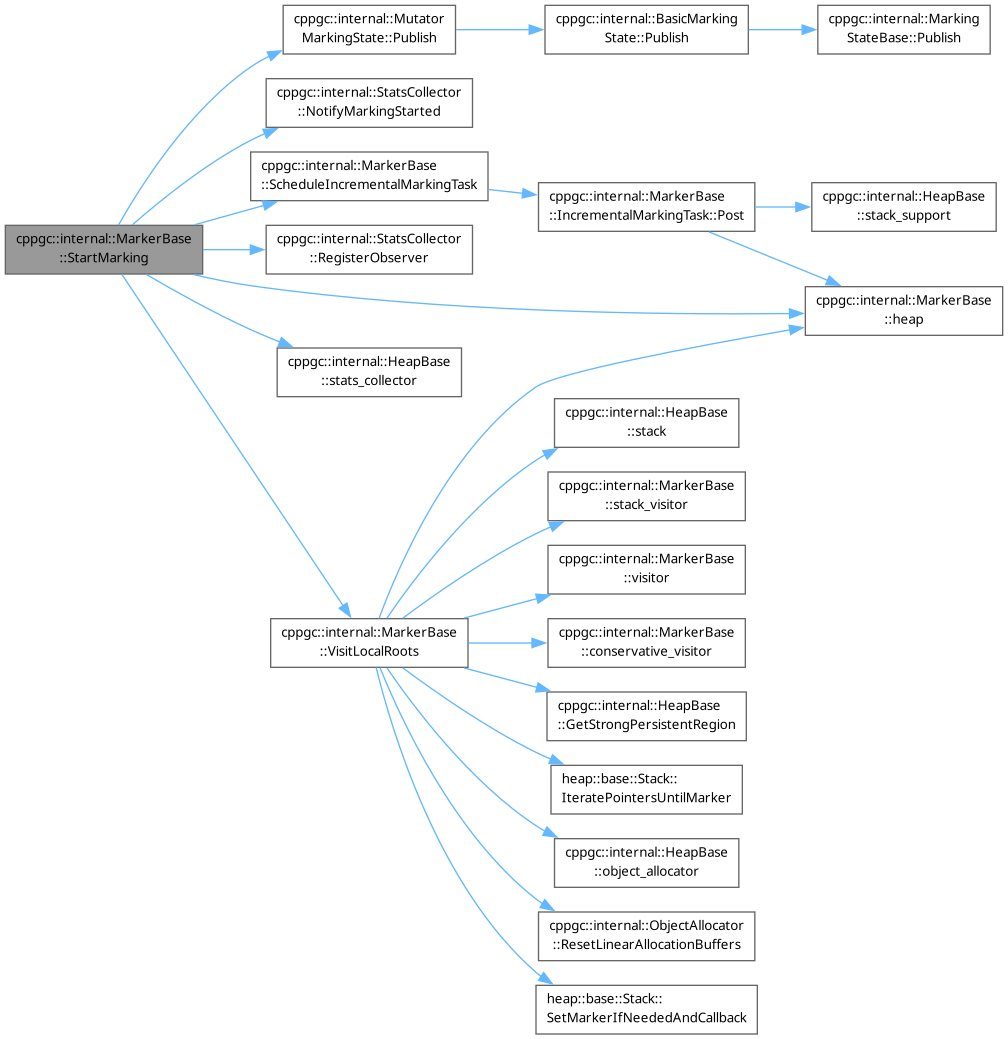 cppgc::internal::Mutator
MarkingState::Publish
cppgc::internal::BasicMarking
State::Publish
cppgc::internal::Marking
StateBase::Publish
cppgc::internal::StatsCollector
::NotifyMarkingStarted
cppgc::internal::MarkerBase
::ScheduleIncrementalMarkingTask
cppgc::internal::MarkerBase
::IncrementalMarkingTask::Post
cppgc::internal::HeapBase
::stack_support
cppgc::internal::MarkerBase
::StartMarking
cppgc::internal::StatsCollector
::RegisterObserver
cppgc::internal::MarkerBase
::heap
cppgc::internal::HeapBase
::stats_collector
cppgc::internal::HeapBase
::stack
cppgc::internal::MarkerBase
::stack_visitor
cppgc::internal::MarkerBase
::visitor
cppgc::internal::MarkerBase
::VisitLocalRoots
cppgc::internal::MarkerBase
::conservative_visitor
cppgc::internal::HeapBase
::GetStrongPersistentRegion
heap::base::Stack::
IteratePointersUntilMarker
cppgc::internal::HeapBase
::object_allocator
cppgc::internal::ObjectAllocator
::ResetLinearAllocationBuffers
heap::base::Stack::
SetMarkerIfNeededAndCallback